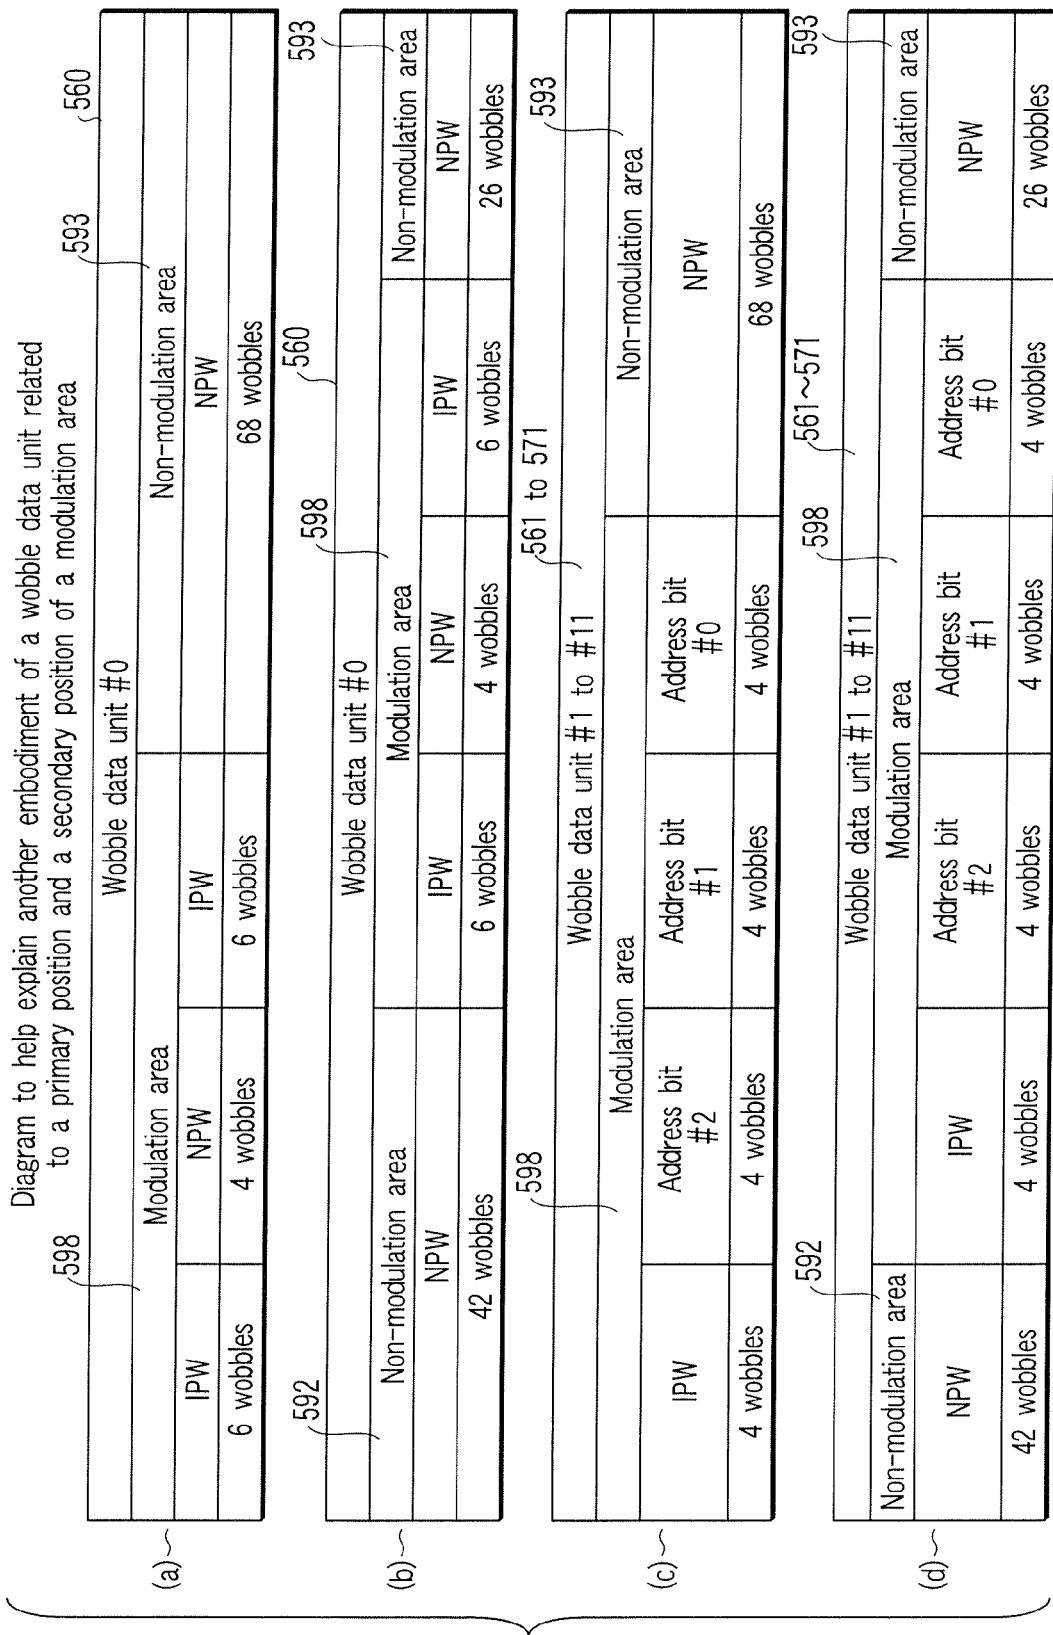 Diagram to help explain another embodiment of a wobble data unit related
to a primary position and a secondary position of a modulation area
(a)
598
593
560
Wobble data unit #0
Modulation area
Non-modulation area
IPW
NPW
IPW
NPW
6 wobbles
4 wobbles
6 wobbles
68 wobbles
(b)
592
598
560
593
Wobble data unit #0
Non-modulation area
Modulation area
Non-modulation area
NPW
IPW
NPW
IPW
NPW
42 wobbles
6 wobbles
4 wobbles
6 wobbles
26 wobbles
(c)
598
561 to 571
593
Wobble data unit #1 to #11
Modulation area
Non-modulation area
IPW
Address bit
#2
Address bit
#1
Address bit
#0
NPW
4 wobbles
4 wobbles
4 wobbles
4 wobbles
68 wobbles
(d)
592
598
561~571
593
Wobble data unit #1 to #11
Non-modulation area
Modulation area
Non-modulation area
NPW
IPW
Address bit
#2
Address bit
#1
Address bit
#0
NPW
42 wobbles
4 wobbles
4 wobbles
4 wobbles
4 wobbles
26 wobbles